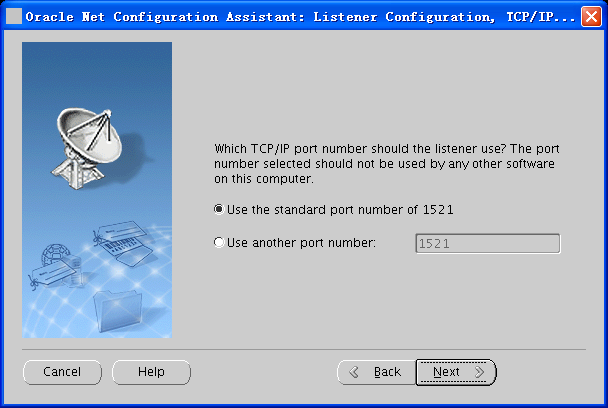 Oracle Net Configuration Assistant: Listener Configuration, TCP/IP...
Which TCP/IP port number should the listener use? The port
number selected should not be used by any other software
on this computer.
Use the standard port number of 1521
Use another port number:
1521
Cancel
Help
Back
Next